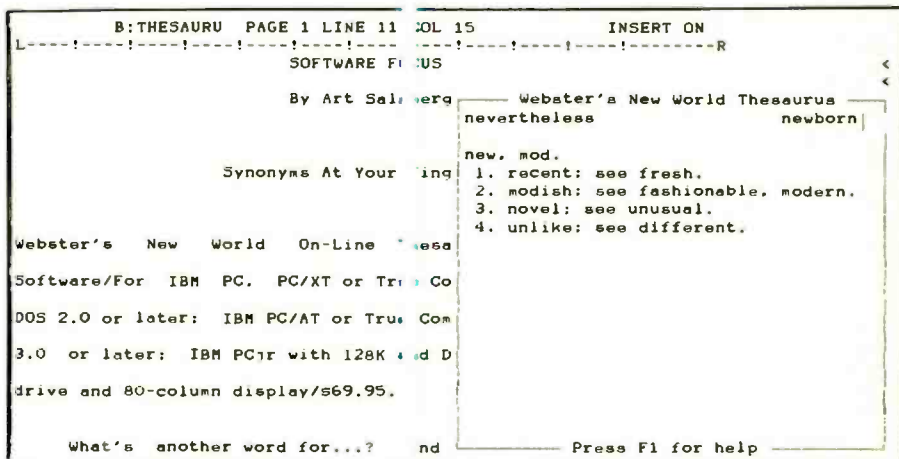 B:THESAURU PAGE 1 LINE 11 COL 15 INSERT ON
L----!----!----!----!----!----!----!----!----!----!----!--------R
SOFTWARE FOCUS <
<
By Art
Synonyms At Your
Webster's New World On-Line
Software/For IBM PC, PC/XT or
DOS 2.0 or later: IBM PC/AT or Com
3.0 or later: IBM PCjr with 128K and D
drive and 80-column display/$69.95.
What's another word for...?
Webster's New World Thesaurus
nevertheless newborn
new, mod.
1. recent: see fresh.
2. modish: see fashionable, modern.
3. novel: see unusual.
4. unlike: see different.
Press F1 for help